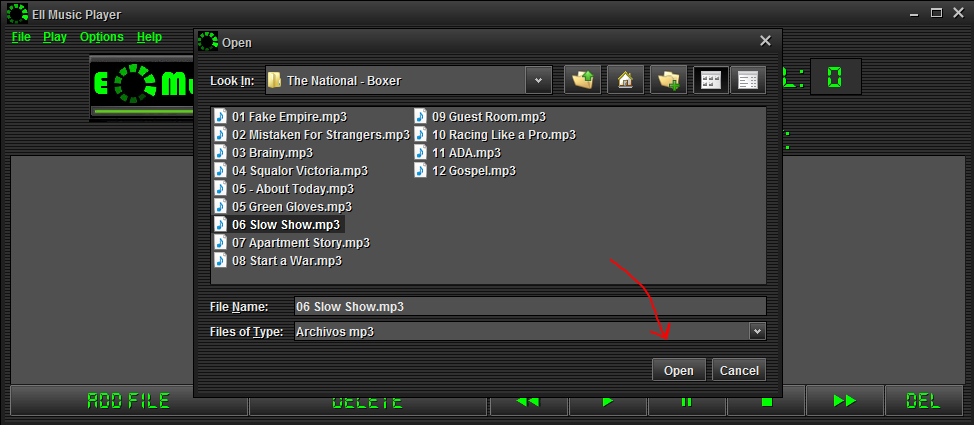 Ell Music Player
File Play Options Help
Open
E Mu
Look In: The National - Boxer
: 0
01 Fake Empire.mp3
02 Mistaken For Strangers.mp3
03 Brainy.mp3
04 Squalor Victoria.mp3
05 - About Today.mp3
05 Green Gloves.mp3
06 Slow Show.mp3
07 Apartment Story.mp3
08 Start a War.mp3
09 Guest Room.mp3
10 Racing Like a Pro.mp3
11 ADA.mp3
12 Gospel.mp3
File Name: 06 Slow Show.mp3
Files of Type: Archivos mp3
Open Cancel
ADD FILE DELETE DEL